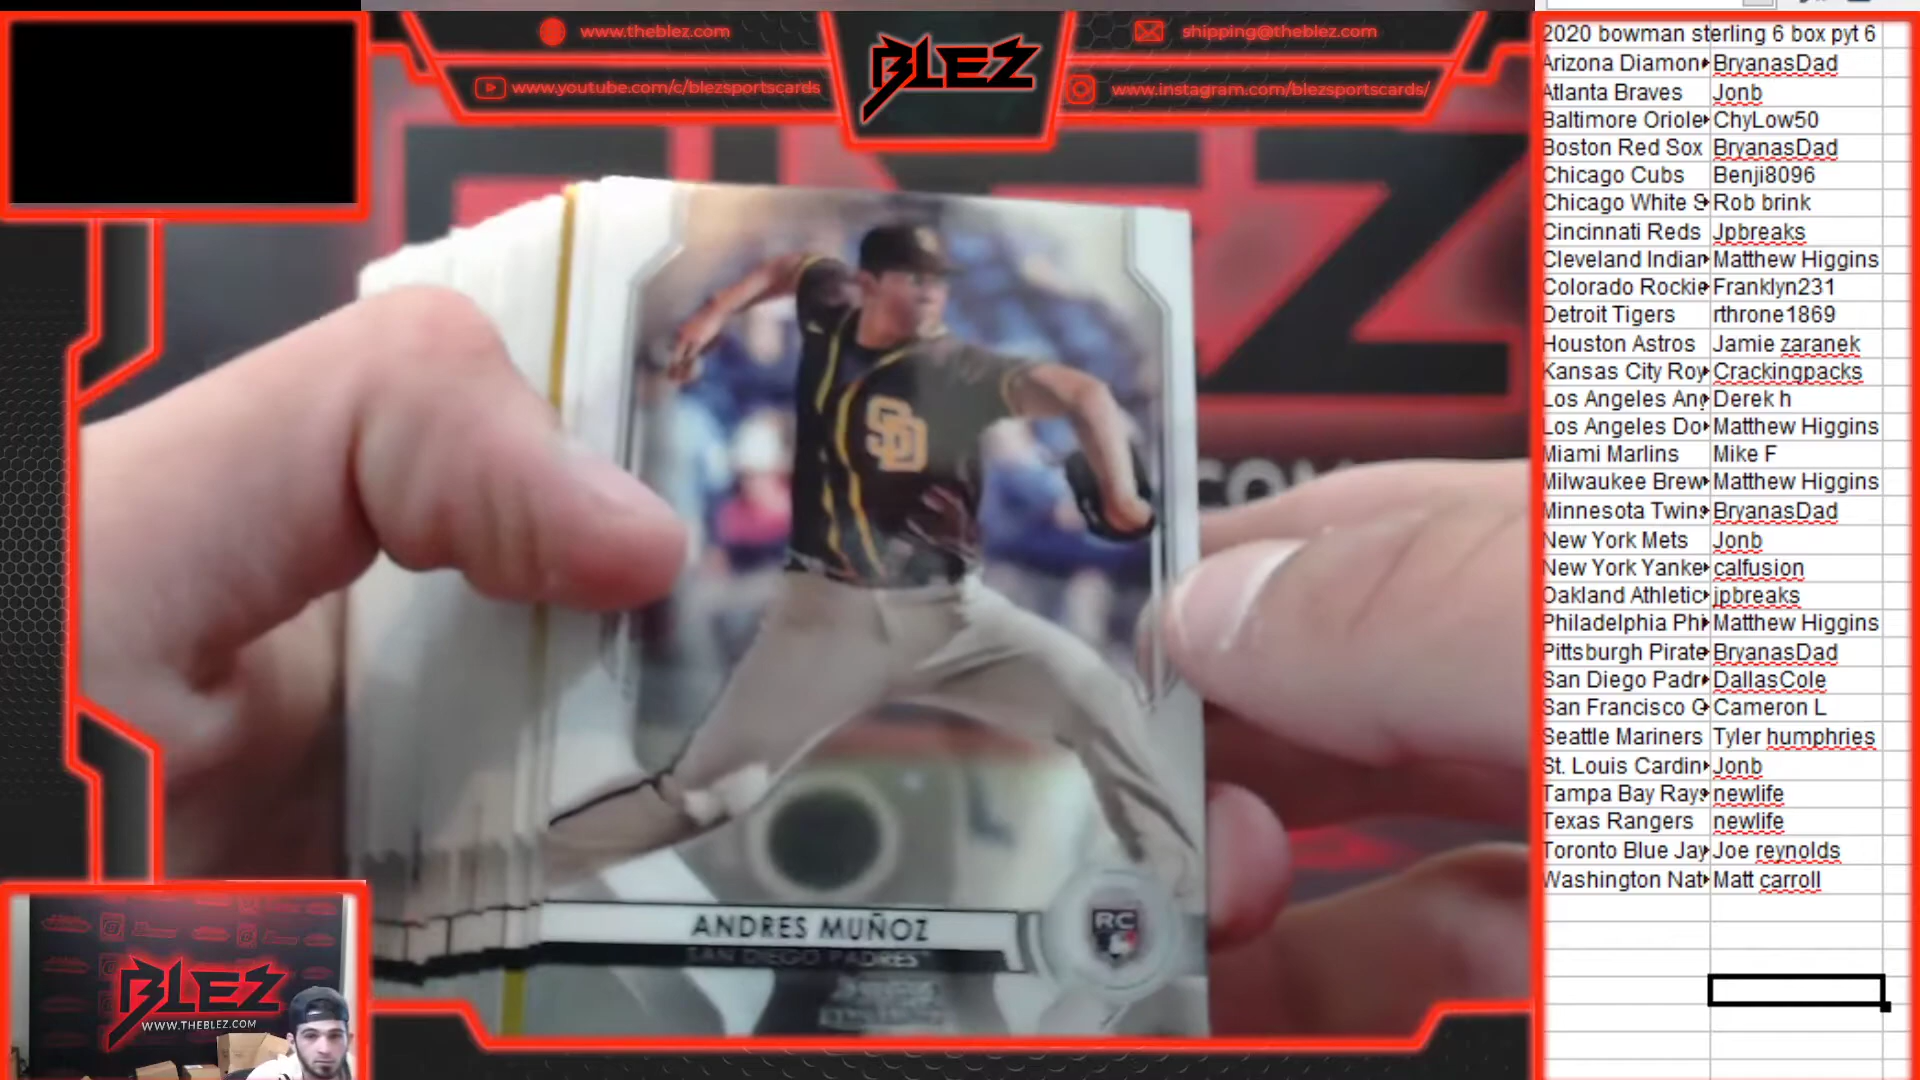 www.theblez.com
shipping@theblez.com
BLEZ
www.youtube.com/c/blezsportscards
www.instagram.com/blezsportscards/
SD
ANDRES MUÑOZ
SAN DIEGO PADRES
RC
BLEZ
WWW.THEBLEZ.COM
2020 bowman sterling 6 box pyt 6
Arizona Diamon BryanasDad
Atlanta Braves Jonb
Baltimore Oriole ChyLow50
Boston Red Sox BryanasDad
Chicago Cubs Benji8096
Chicago White S Rob brink
Cincinnati Reds Jpbreaks
Cleveland Indian Matthew Higgins
Colorado Rockie Franklyn231
Detroit Tigers rthrone1869
Houston Astros Jamie zaranek
Kansas City Roy Crackingpacks
Los Angeles Ang Derek h
Los Angeles Do Matthew Higgins
Miami Marlins Mike F
Milwaukee Brew Matthew Higgins
Minnesota Twins BryanasDad
New York Mets Jonb
New York Yanke calfusion
Oakland Athletic jpbreaks
Philadelphia Phi Matthew Higgins
Pittsburgh Pirate BryanasDad
San Diego Padr DallasCole
San Francisco G Cameron L
Seattle Mariners Tyler humphries
St. Louis Cardin Jonb
Tampa Bay Rays newlife
Texas Rangers newlife
Toronto Blue Jay Joe reynolds
Washington Nat Matt carroll